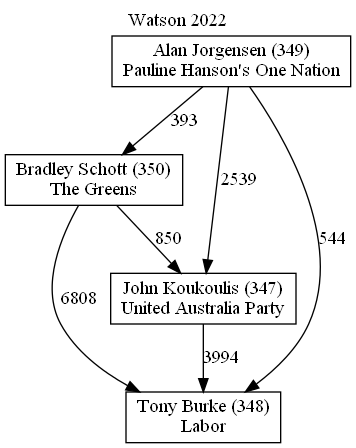 Watson 2022
Alan Jorgensen (349)
Pauline Hanson's One Nation
393
2539
544
Bradley Schott (350)
The Greens
850
6808
John Koukoulis (347)
United Australia Party
3994
Tony Burke (348)
Labor